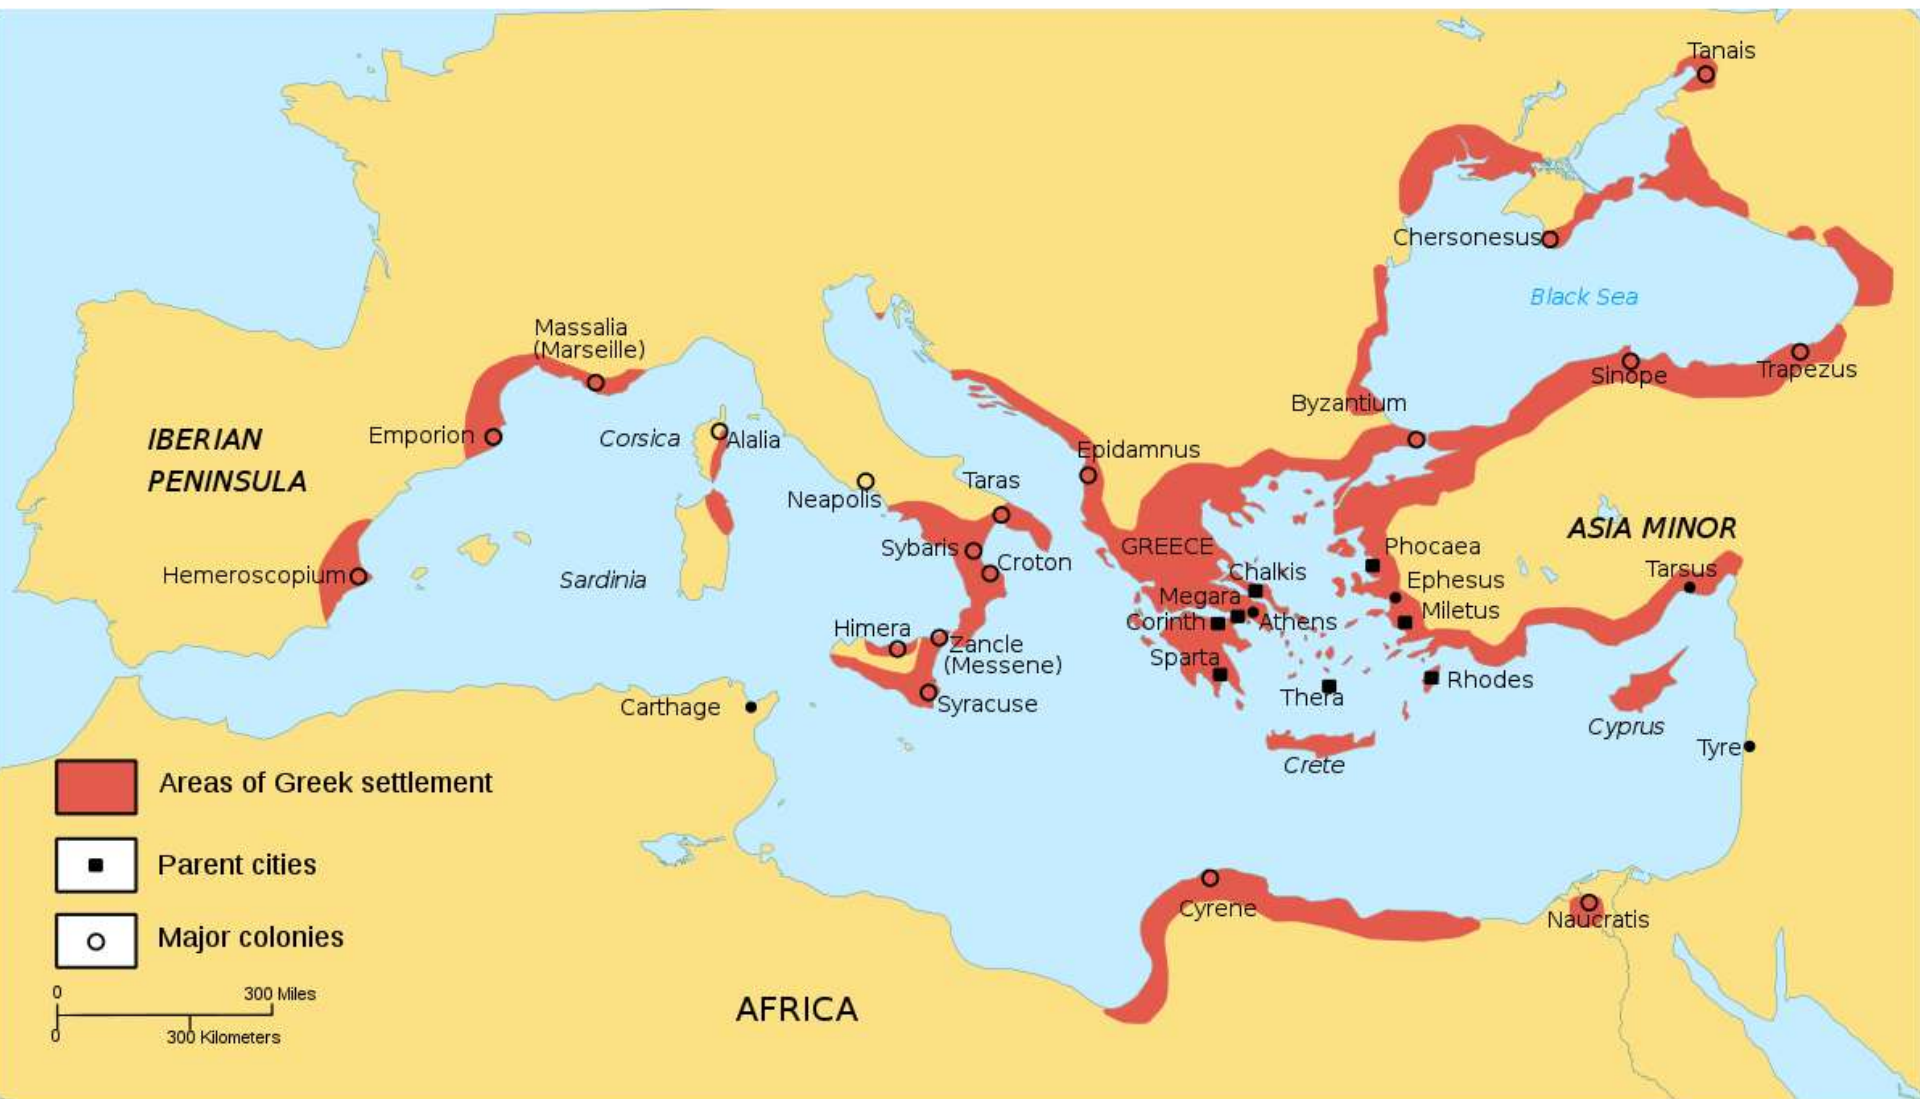 Tanais
Chersonesus
Black Sea
Massalia
(Marseille)
Sinope
Trapezus
Byzantium
IBERIAN
PENINSULA
Emporion
Corsica
Alalia
Epidamnus
Neapolis
Taras
ASIA MINOR
Sybaris
Croton
GREECE
Phocaea
Hemeroscopium
Sardinia
Chalkis
Ephesus
Tarsus
Megara
Miletus
Corinth
Athens
Himera
Zancle
(Messene)
Sparta
Rhodes
Thera
Carthage
Syracuse
Cyprus
Tyre
Crete
Areas of Greek settlement
Parent cities
Cyrene
Naucratis
Major colonies
0 300 Miles
0 300 Kilometers
AFRICA